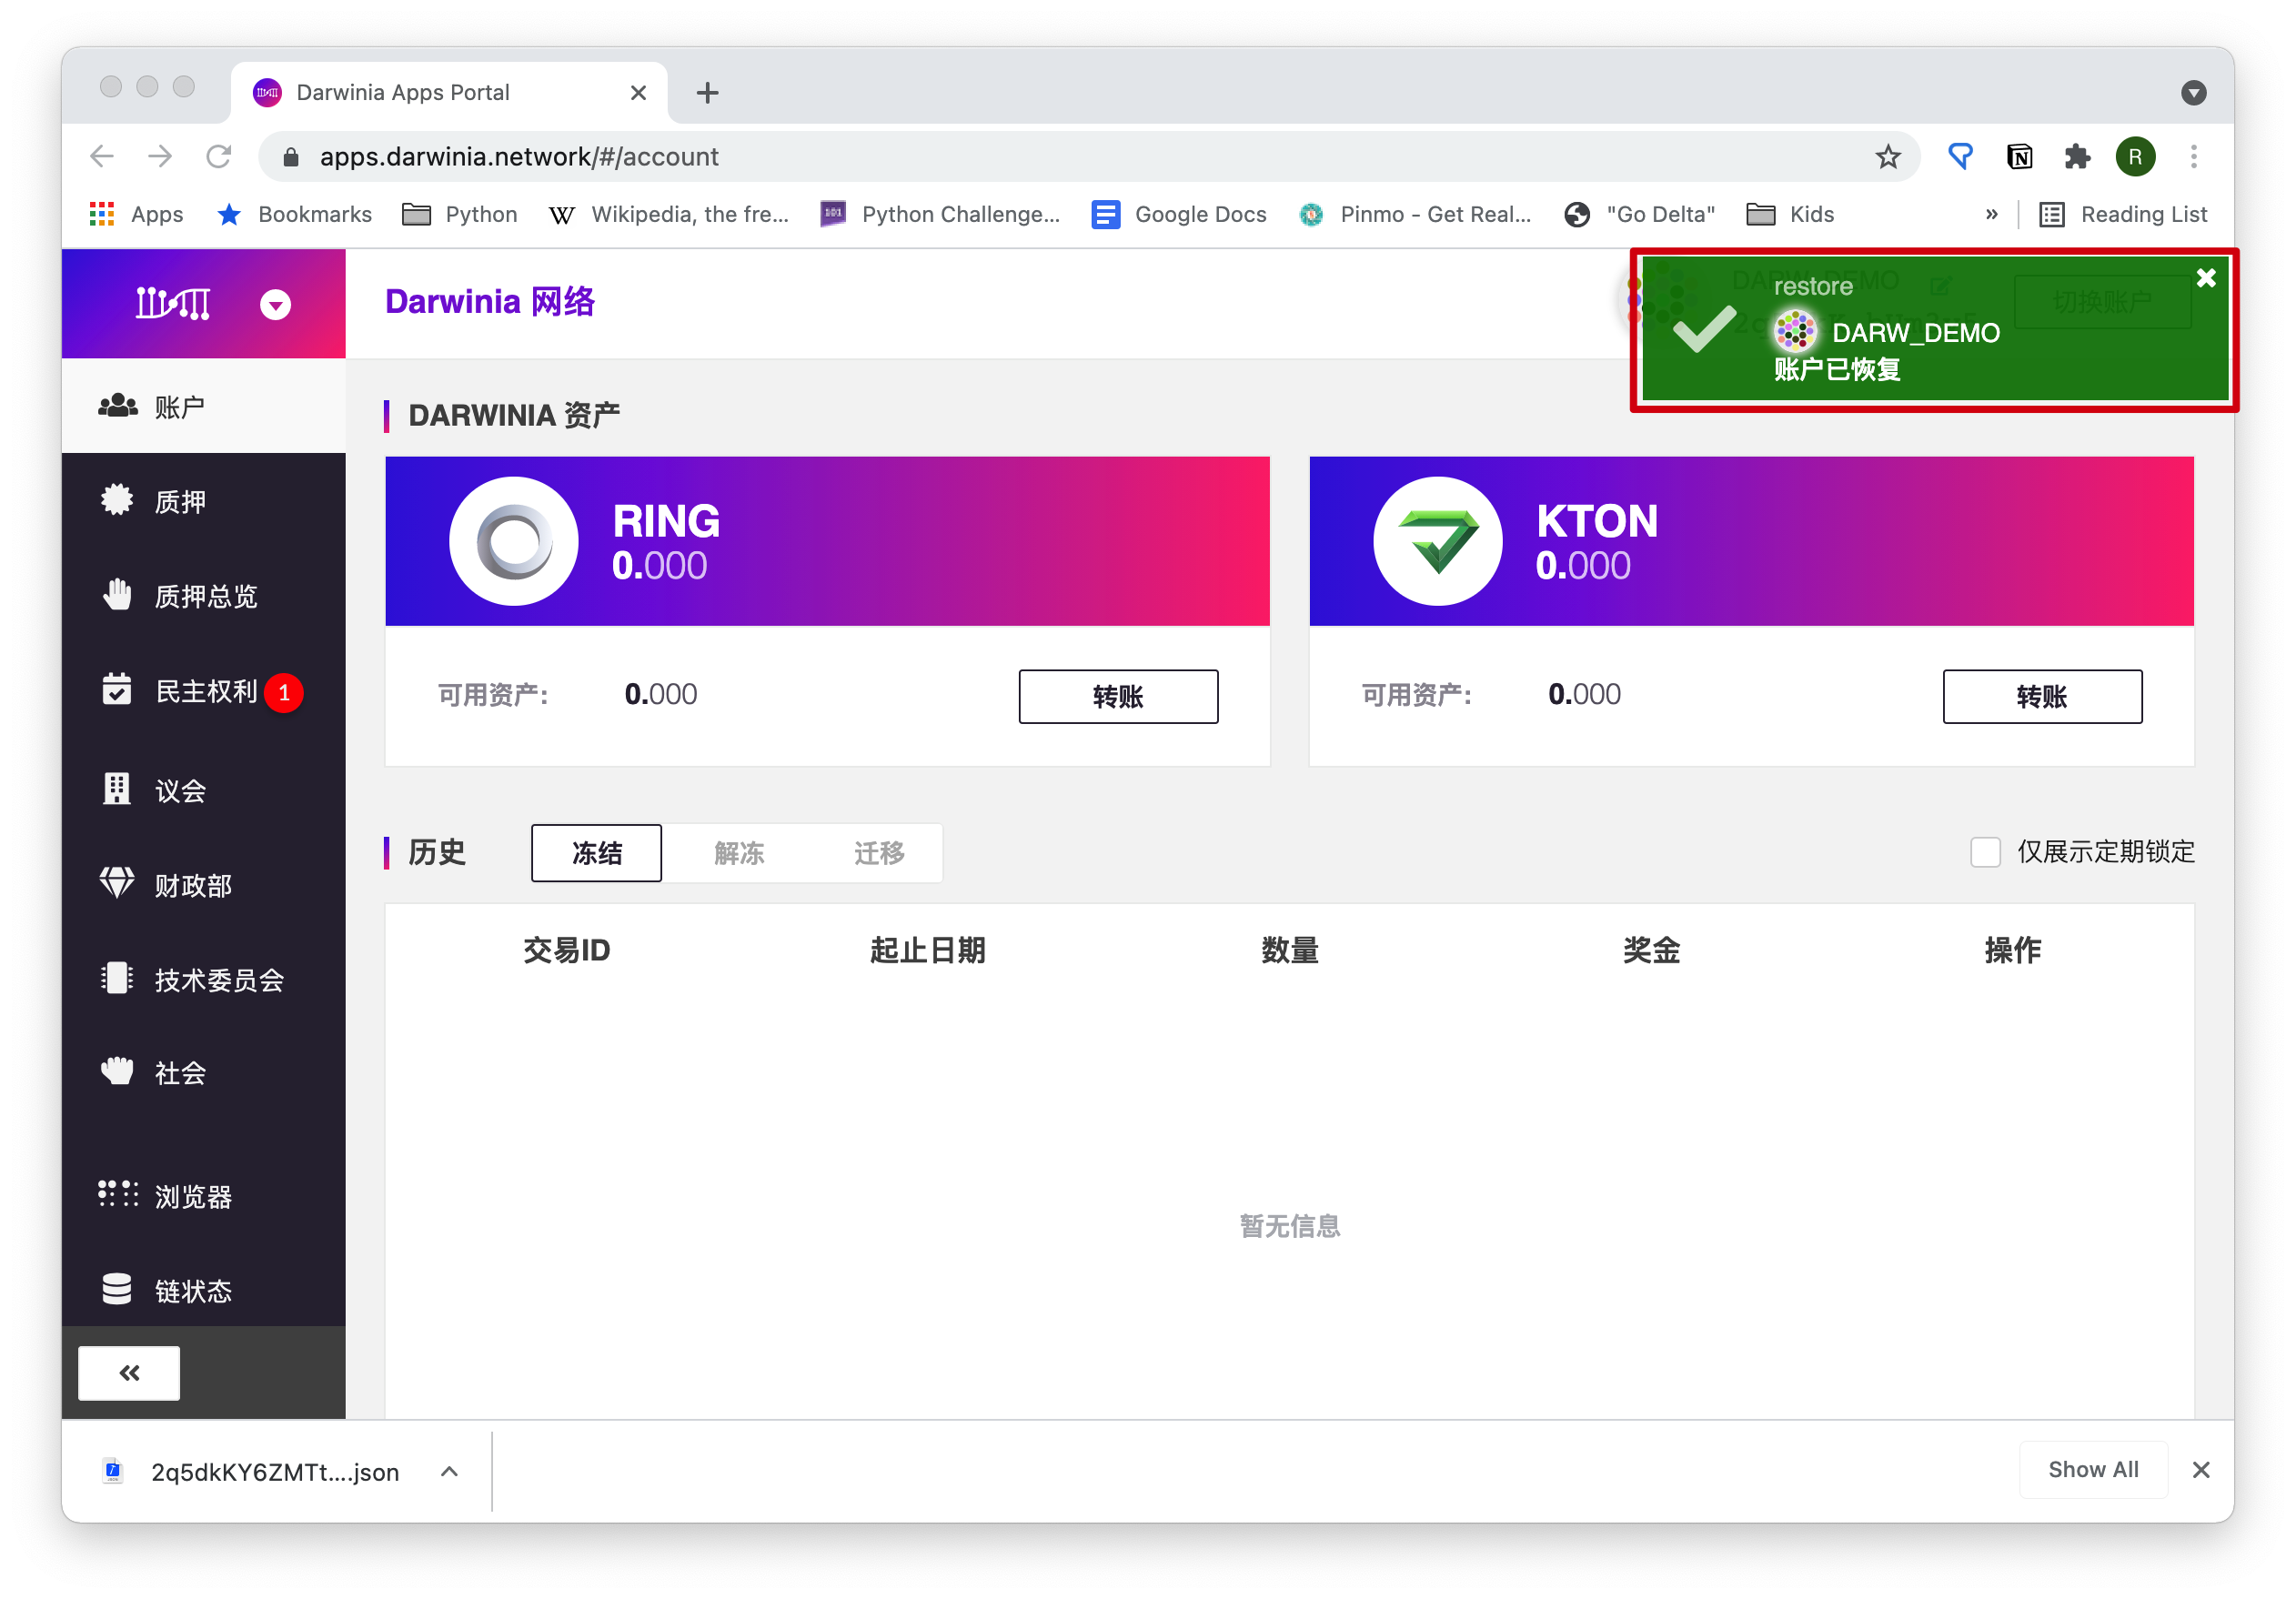 Darwinia Apps Portal
apps.darwinia.network/#/account
R
Apps
Bookmarks
Python
W Wikipedia, the fre...
101 Python Challenge...
Google Docs
Pinmo - Get Real...
"Go Delta"
Kids
»
Reading List
Darwinia 网络
DARW_DEMO
切换账户
restore
DARW_DEMO
账户已恢复
账户
质押
质押总览
民主权利 1
议会
财政部
技术委员会
社会
浏览器
链状态
«
DARWINIA 资产
RING
0.000
可用资产: 0.000 转账
KTON
0.000
可用资产: 0.000 转账
历史 冻结 解冻 迁移
仅展示定期锁定
交易ID 起止日期 数量 奖金 操作
暂无信息
2q5dkKY6ZMTt....json
Show All